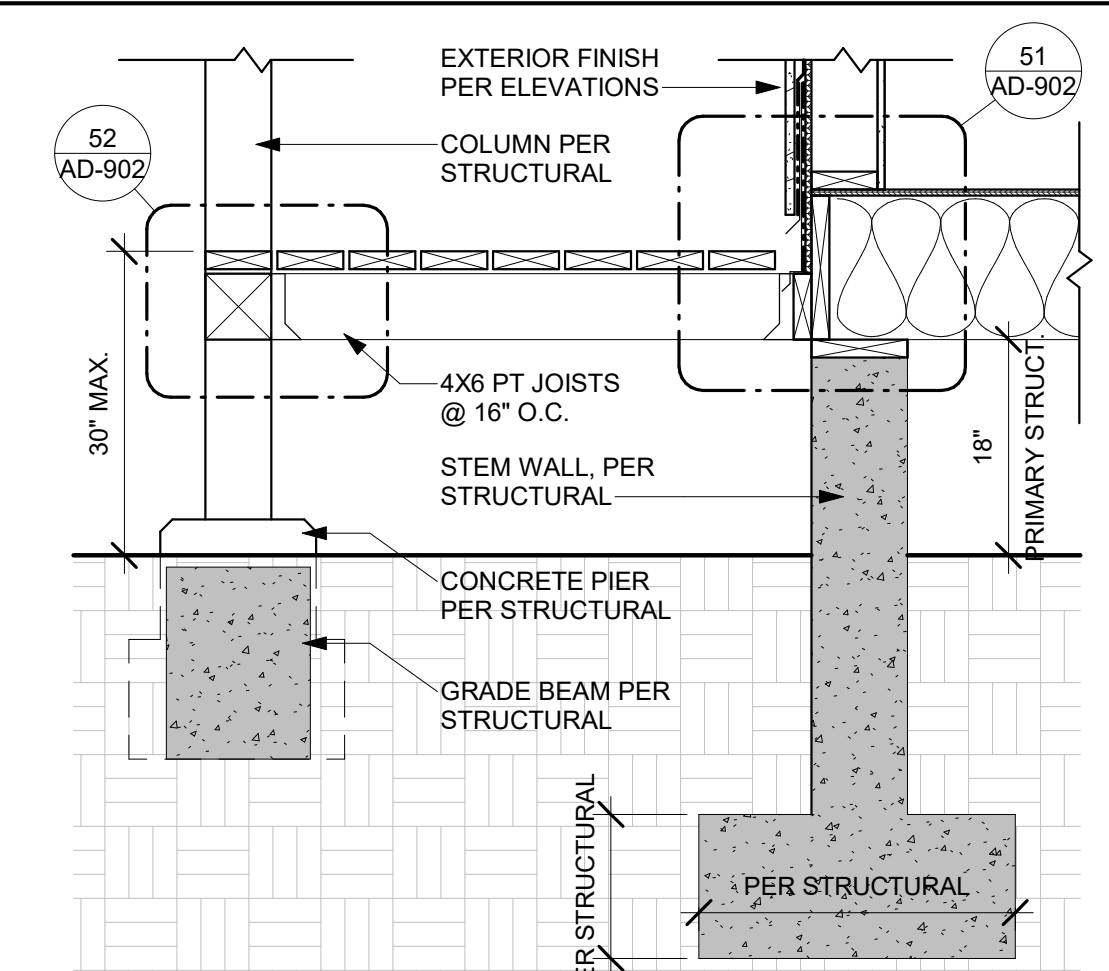 EXTERIOR FINISH
PER ELEVATIONS
51
AD-902
52
AD-902
COLUMN PER
STRUCTURAL
30" MAX.
4X6 PT JOISTS
@ 16" O.C.
18"
PRIMARY STRUCT.
STEM WALL, PER
STRUCTURAL
CONCRETE PIER
PER STRUCTURAL
GRADE BEAM PER
STRUCTURAL
STRUCTURAL
PER STRUCTURAL